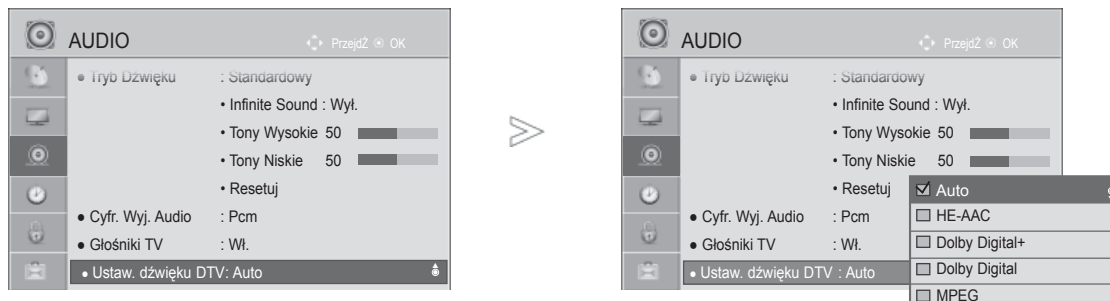 AUDIO
PrzejdŹ OK
• Tryb Dźwięku : Standardowy
• Infinite Sound : Wył.
• Tony Wysokie 50
• Tony Niskie 50
• Resetuj
• Cyfr. Wyj. Audio : Pcm
• Głośniki TV : Wł.
• Ustaw. dźwięku DTV: Auto
AUDIO
PrzejdŹ OK
• Tryb Dźwięku : Standardowy
• Infinite Sound : Wył.
• Tony Wysokie 50
• Tony Niskie 50
• Resetuj
• Cyfr. Wyj. Audio : Pcm
• Głośniki TV : Wł.
• Ustaw. dźwięku DTV : Auto
Auto
HE-AAC
Dolby Digital+
Dolby Digital
MPEG